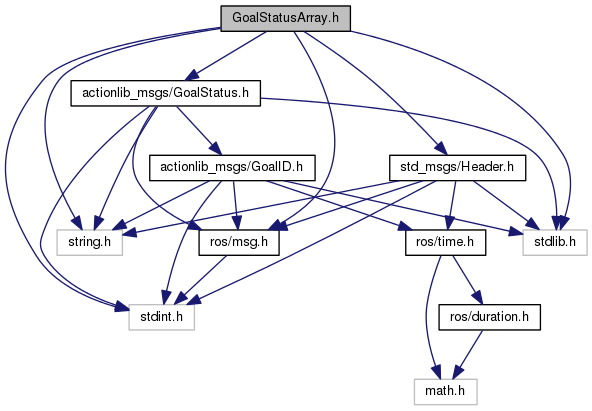 GoalStatusArray.h
actionlib_msgs/GoalStatus.h
actionlib_msgs/GoalID.h
std_msgs/Header.h
string.h
ros/msg.h
ros/time.h
stdlib.h
stdint.h
ros/duration.h
math.h